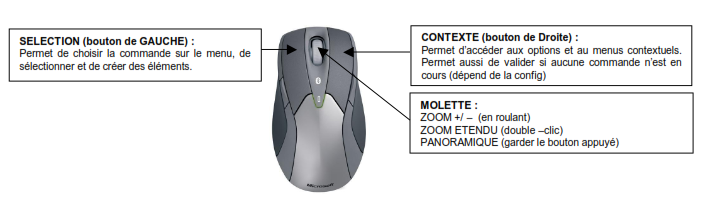 SELECTION (bouton de GAUCHE) :
Permet de choisir la commande sur le menu, de
sélectionner et de créer des éléments.
CONTEXTE (bouton de Droite) :
Permet d'accéder aux options et au menus contextuels.
Permet aussi de valider si aucune commande n'est en
cours (dépend de la config)
MOLETTE :
ZOOM +/ – (en roulant)
ZOOM ETENDU (double –clic)
PANORAMIQUE (garder le bouton appuyé)
Microsoft